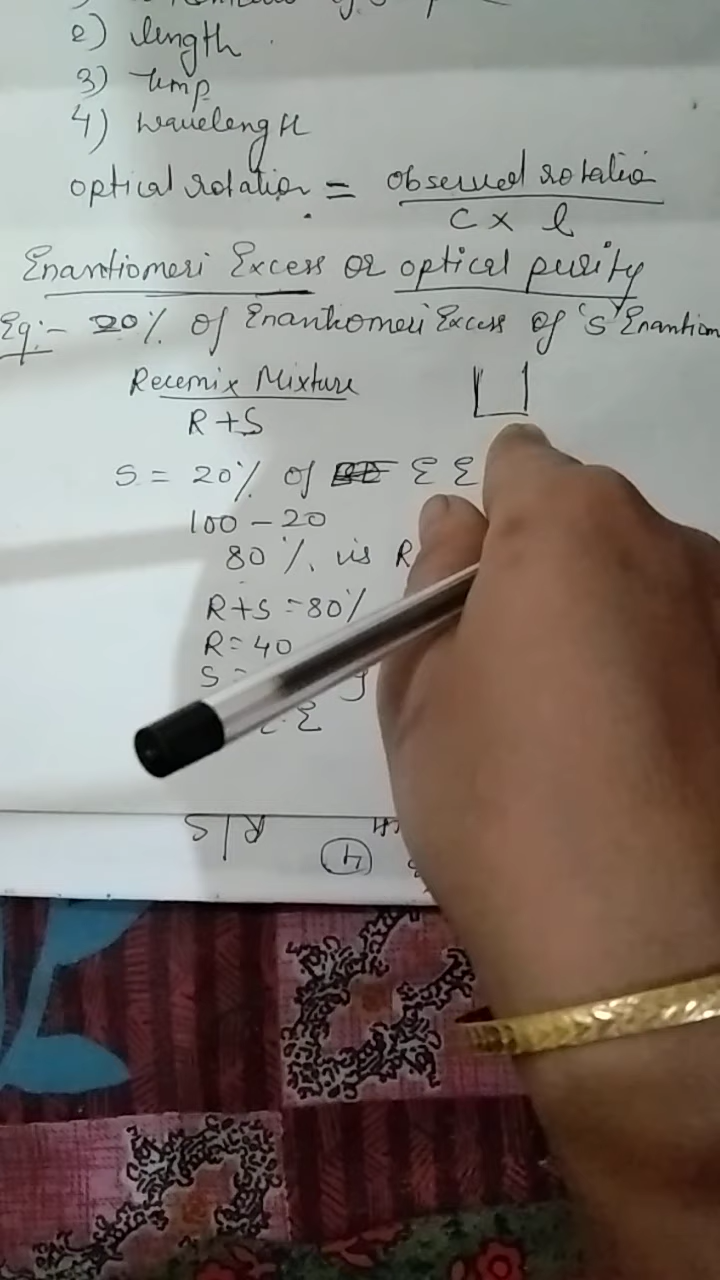 2) length
3) Temp
4) wavelength
optical rotation = observed rotation
C x l
Enantiomeri Excess or optical purity
Eg:- 20% of Enantiomeri Excess of 'S' Enantiom
Recemix Mixture
R + S
S = 20% of E E
100 - 20
80%. is R
R+S = 80%
R = 40
S =
E
R/S
4